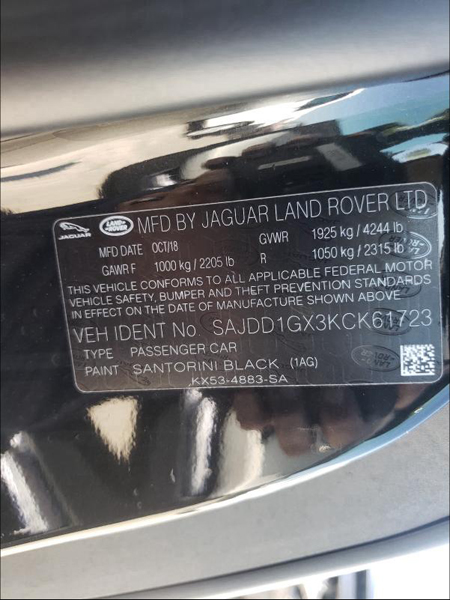 JAGUAR LAND ROVER MFD BY JAGUAR LAND ROVER LTD
MFD DATE OCT/18 GVWR 1925 kg / 4244 lb
GAWR F 1000 kg / 2205 lb R 1050 kg / 2315 lb
THIS VEHICLE CONFORMS TO ALL APPLICABLE FEDERAL MOTOR
VEHICLE SAFETY, BUMPER AND THEFT PREVENTION STANDARDS
IN EFFECT ON THE DATE OF MANUFACTURE SHOWN ABOVE.
VEH IDENT No. SAJDD1GX3KCK61723
TYPE PASSENGER CAR
PAINT SANTORINI BLACK (1AG)
KX53-4883-SA